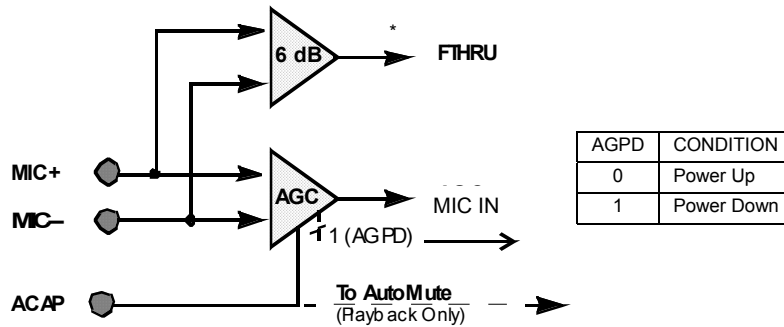 *
6 dB
FTHRU
MIC+
AGC
MIC IN
MIC–
1 (AGPD)
ACAP
To AutoMute
(Playback Only)
AGPD CONDITION
0 Power Up
1 Power Down